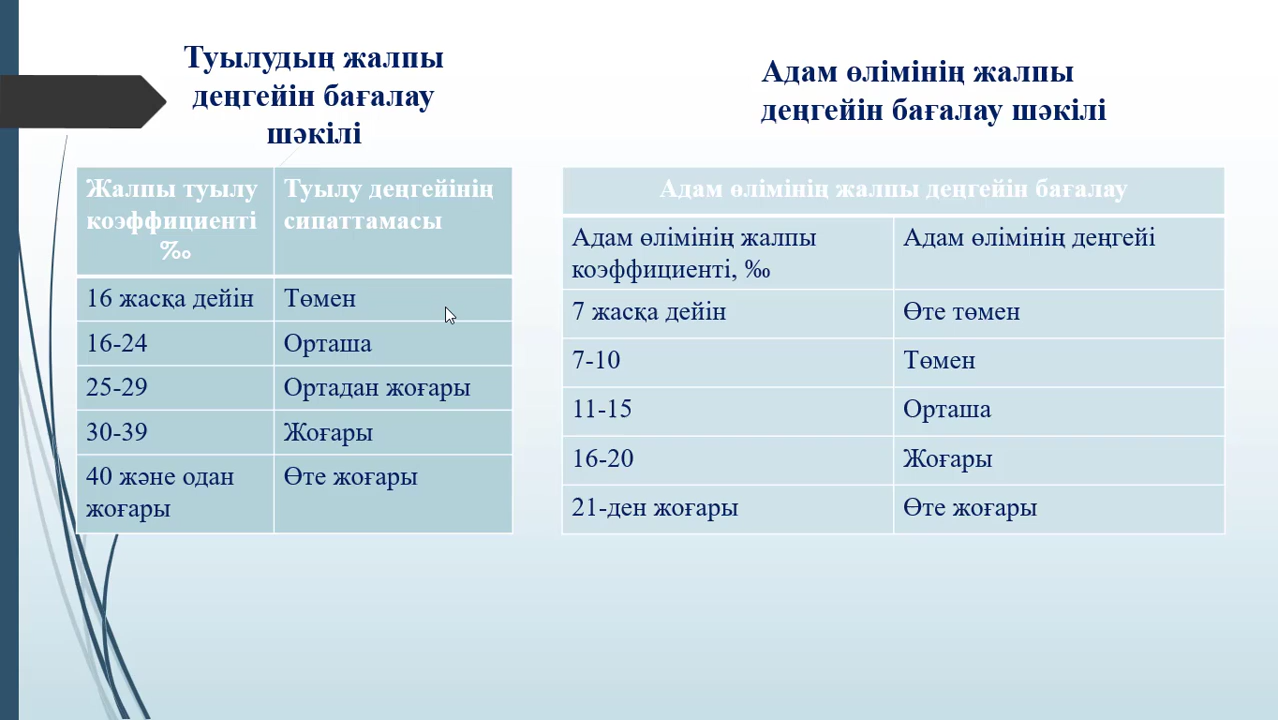 Туылудың жалпы
деңгейін бағалау
шәкілі
Жалпы туылу
коэффициенті
‰
Туылу деңгейінің
сипаттамасы
16 жасқа дейін
Төмен
16-24
Орташа
25-29
Ортадан жоғары
30-39
Жоғары
40 және одан
жоғары
Өте жоғары
Адам өлімінің жалпы
деңгейін бағалау шәкілі
Адам өлімінің жалпы деңгейін бағалау
Адам өлімінің жалпы
коэффициенті, ‰
Адам өлімінің деңгейі
7 жасқа дейін
Өте төмен
7-10
Төмен
11-15
Орташа
16-20
Жоғары
21-ден жоғары
Өте жоғары